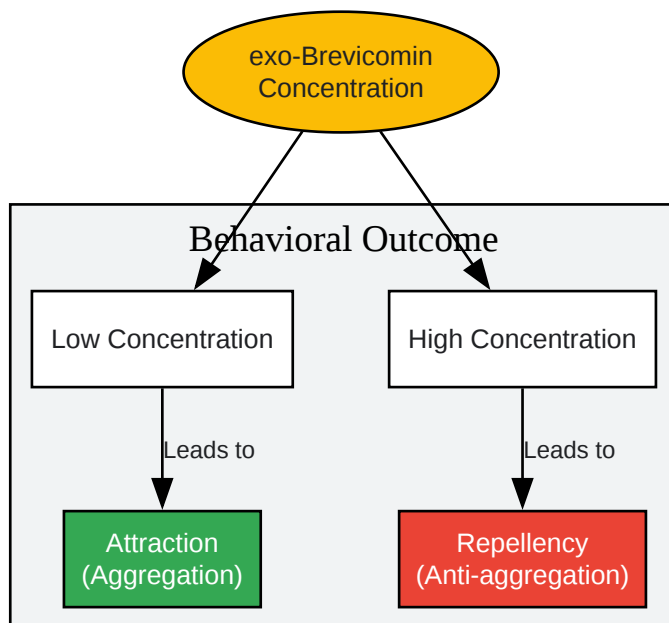 exo-Brevicomin
Concentration
Behavioral Outcome
Low Concentration
High Concentration
Leads to
Leads to
Attraction
(Aggregation)
Repellency
(Anti-aggregation)